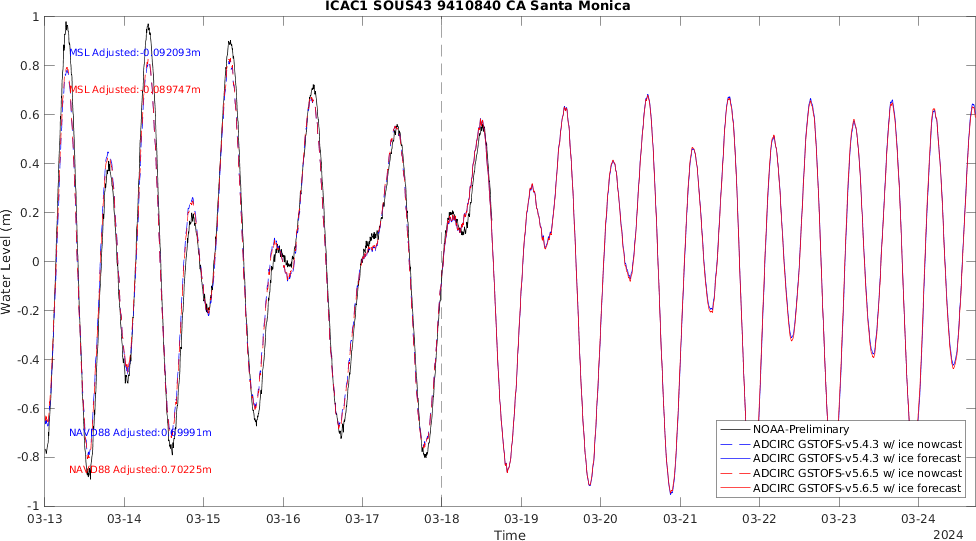 ICAC1 SOUS43 9410840 CA Santa Monica
1
0.8
0.6
0.4
0.2
0
-0.2
-0.4
-0.6
-0.8
-1
Water Level (m)
MSL Adjusted:-0.092093m
MSL Adjusted:-0.089747m
NAVD88 Adjusted:0.69991m
NAVD88 Adjusted:0.70225m
NOAA-Preliminary
ADCIRC GSTOFS-v5.4.3 w/ ice nowcast
ADCIRC GSTOFS-v5.4.3 w/ ice forecast
ADCIRC GSTOFS-v5.6.5 w/ ice nowcast
ADCIRC GSTOFS-v5.6.5 w/ ice forecast
03-13 03-14 03-15 03-16 03-17 03-18 03-19 03-20 03-21 03-22 03-23 03-24
Time
2024